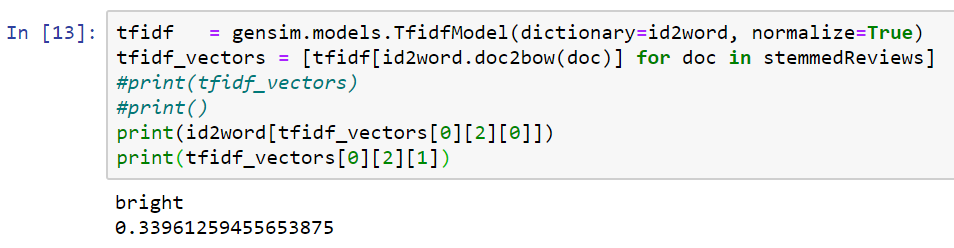 In [13]: tfidf   = gensim.models.TfidfModel(dictionary=id2word, normalize=True)
tfidf_vectors = [tfidf[id2word.doc2bow(doc)] for doc in stemmedReviews]
#print(tfidf_vectors)
#print()
print(id2word[tfidf_vectors[0][2][0]])
print(tfidf_vectors[0][2][1])
bright
0.33961259455653875